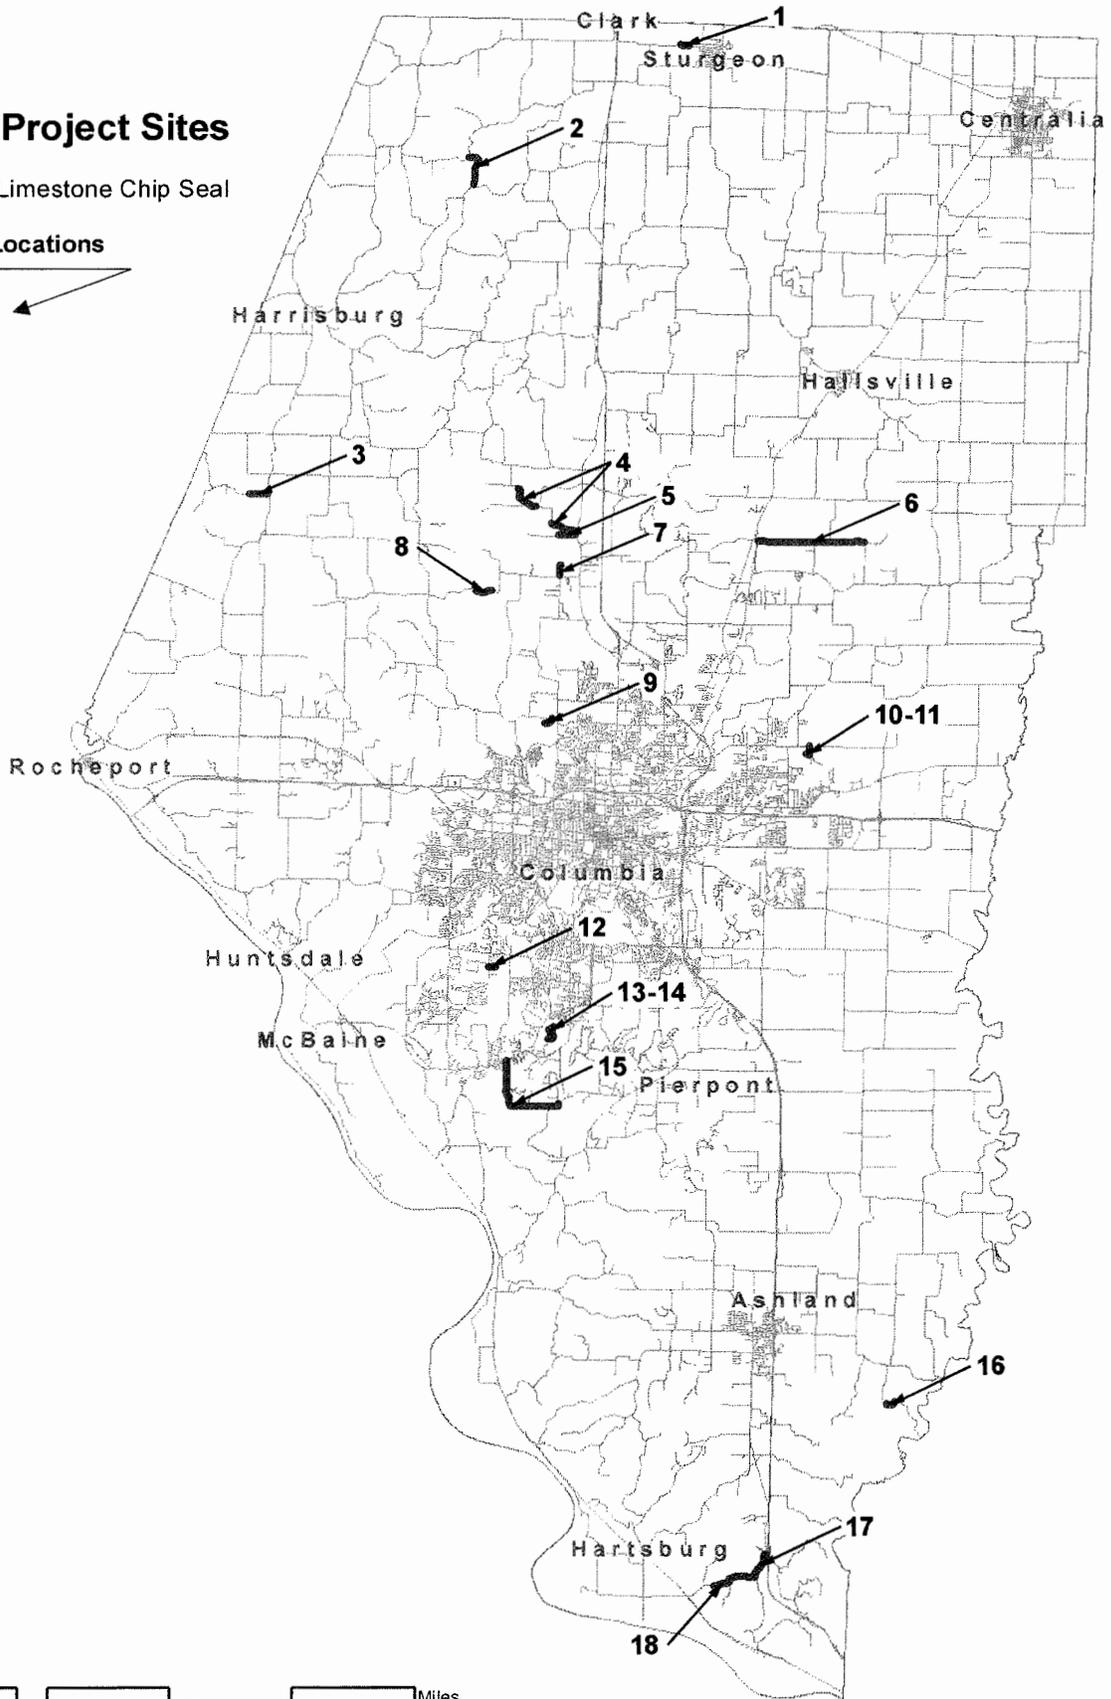 Clark
1
Sturgeon
Centralia
Project Sites
2
Limestone Chip Seal
Locations
Harrisburg
Hallsville
3
4
5
6
7
8
9
10-11
Rocheport
Columbia
12
Huntsdale
13-14
McBaine
15
Pierpont
Ashland
16
17
Hartsburg
18
Miles